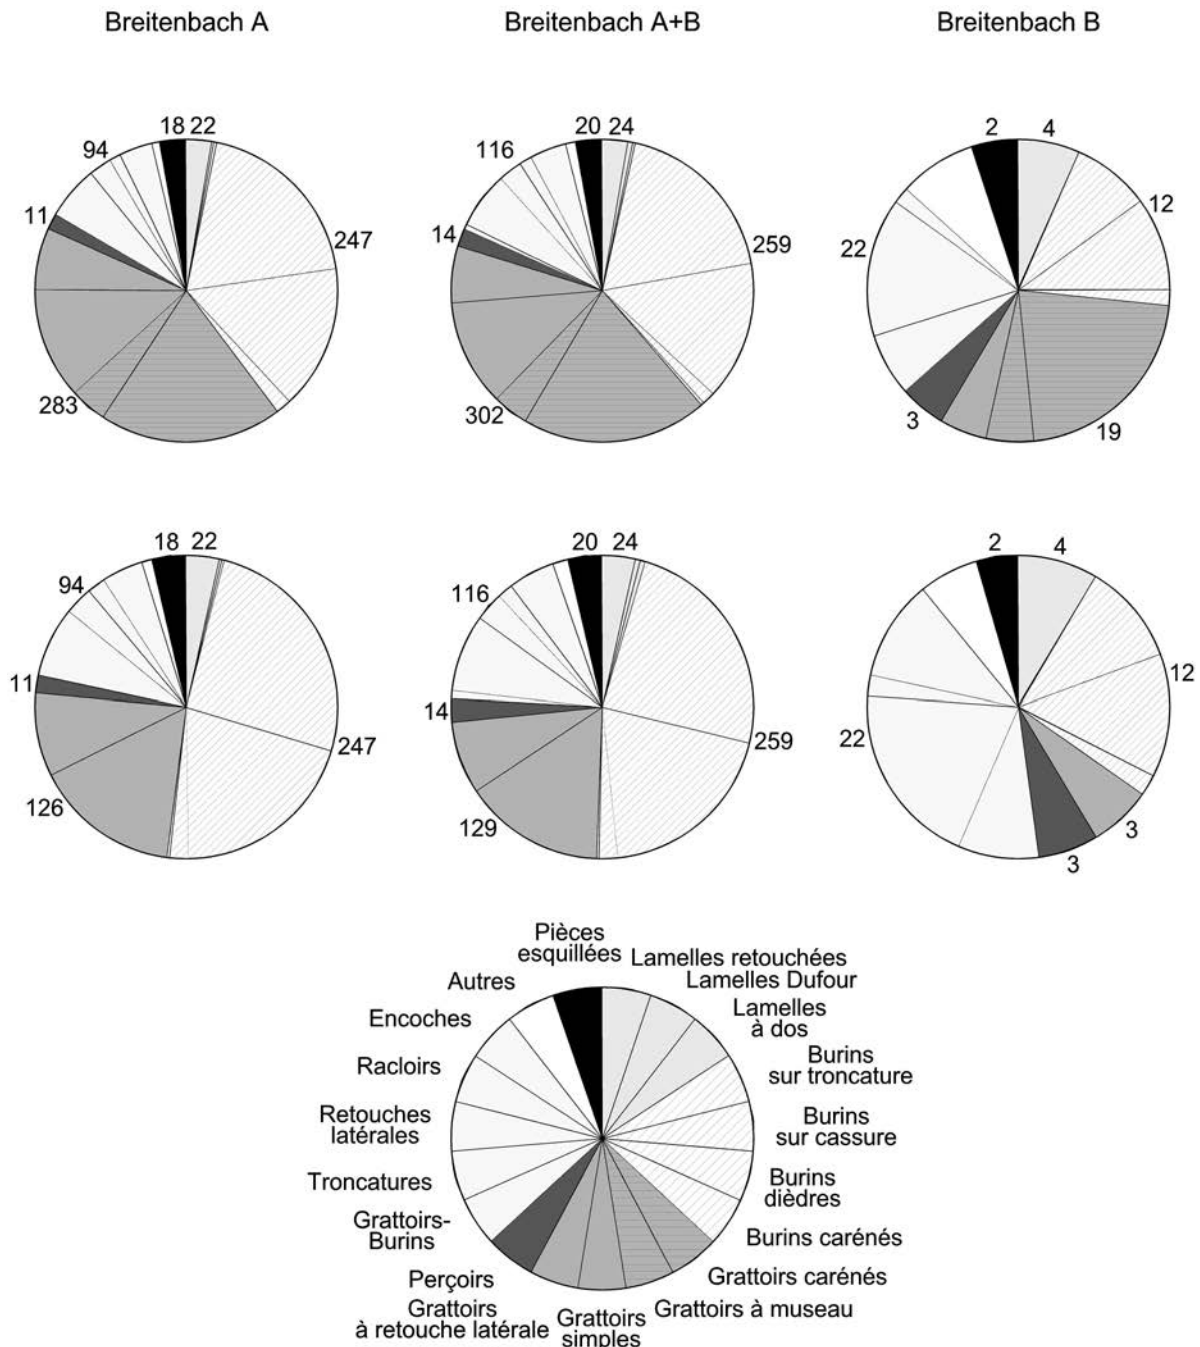 Breitenbach A
Breitenbach A+B
Breitenbach B
18 22
94
11
247
283
20 24
116
14
259
302
2 4
12
22
3
19
18 22
94
11
247
126
20 24
116
14
259
129
2 4
12
22
3
3
Pièces
esquillées
Lamelles retouchées
Lamelles Dufour
Lamelles
à dos
Burins
sur troncature
Burins
sur cassure
Burins
dièdres
Burins carénés
Grattoirs carénés
Grattoirs à museau
Grattoirs
simples
Grattoirs
à retouche latérale
Perçoirs
Grattoirs-
Burins
Troncatures
Retouches
latérales
Racloirs
Encoches
Autres